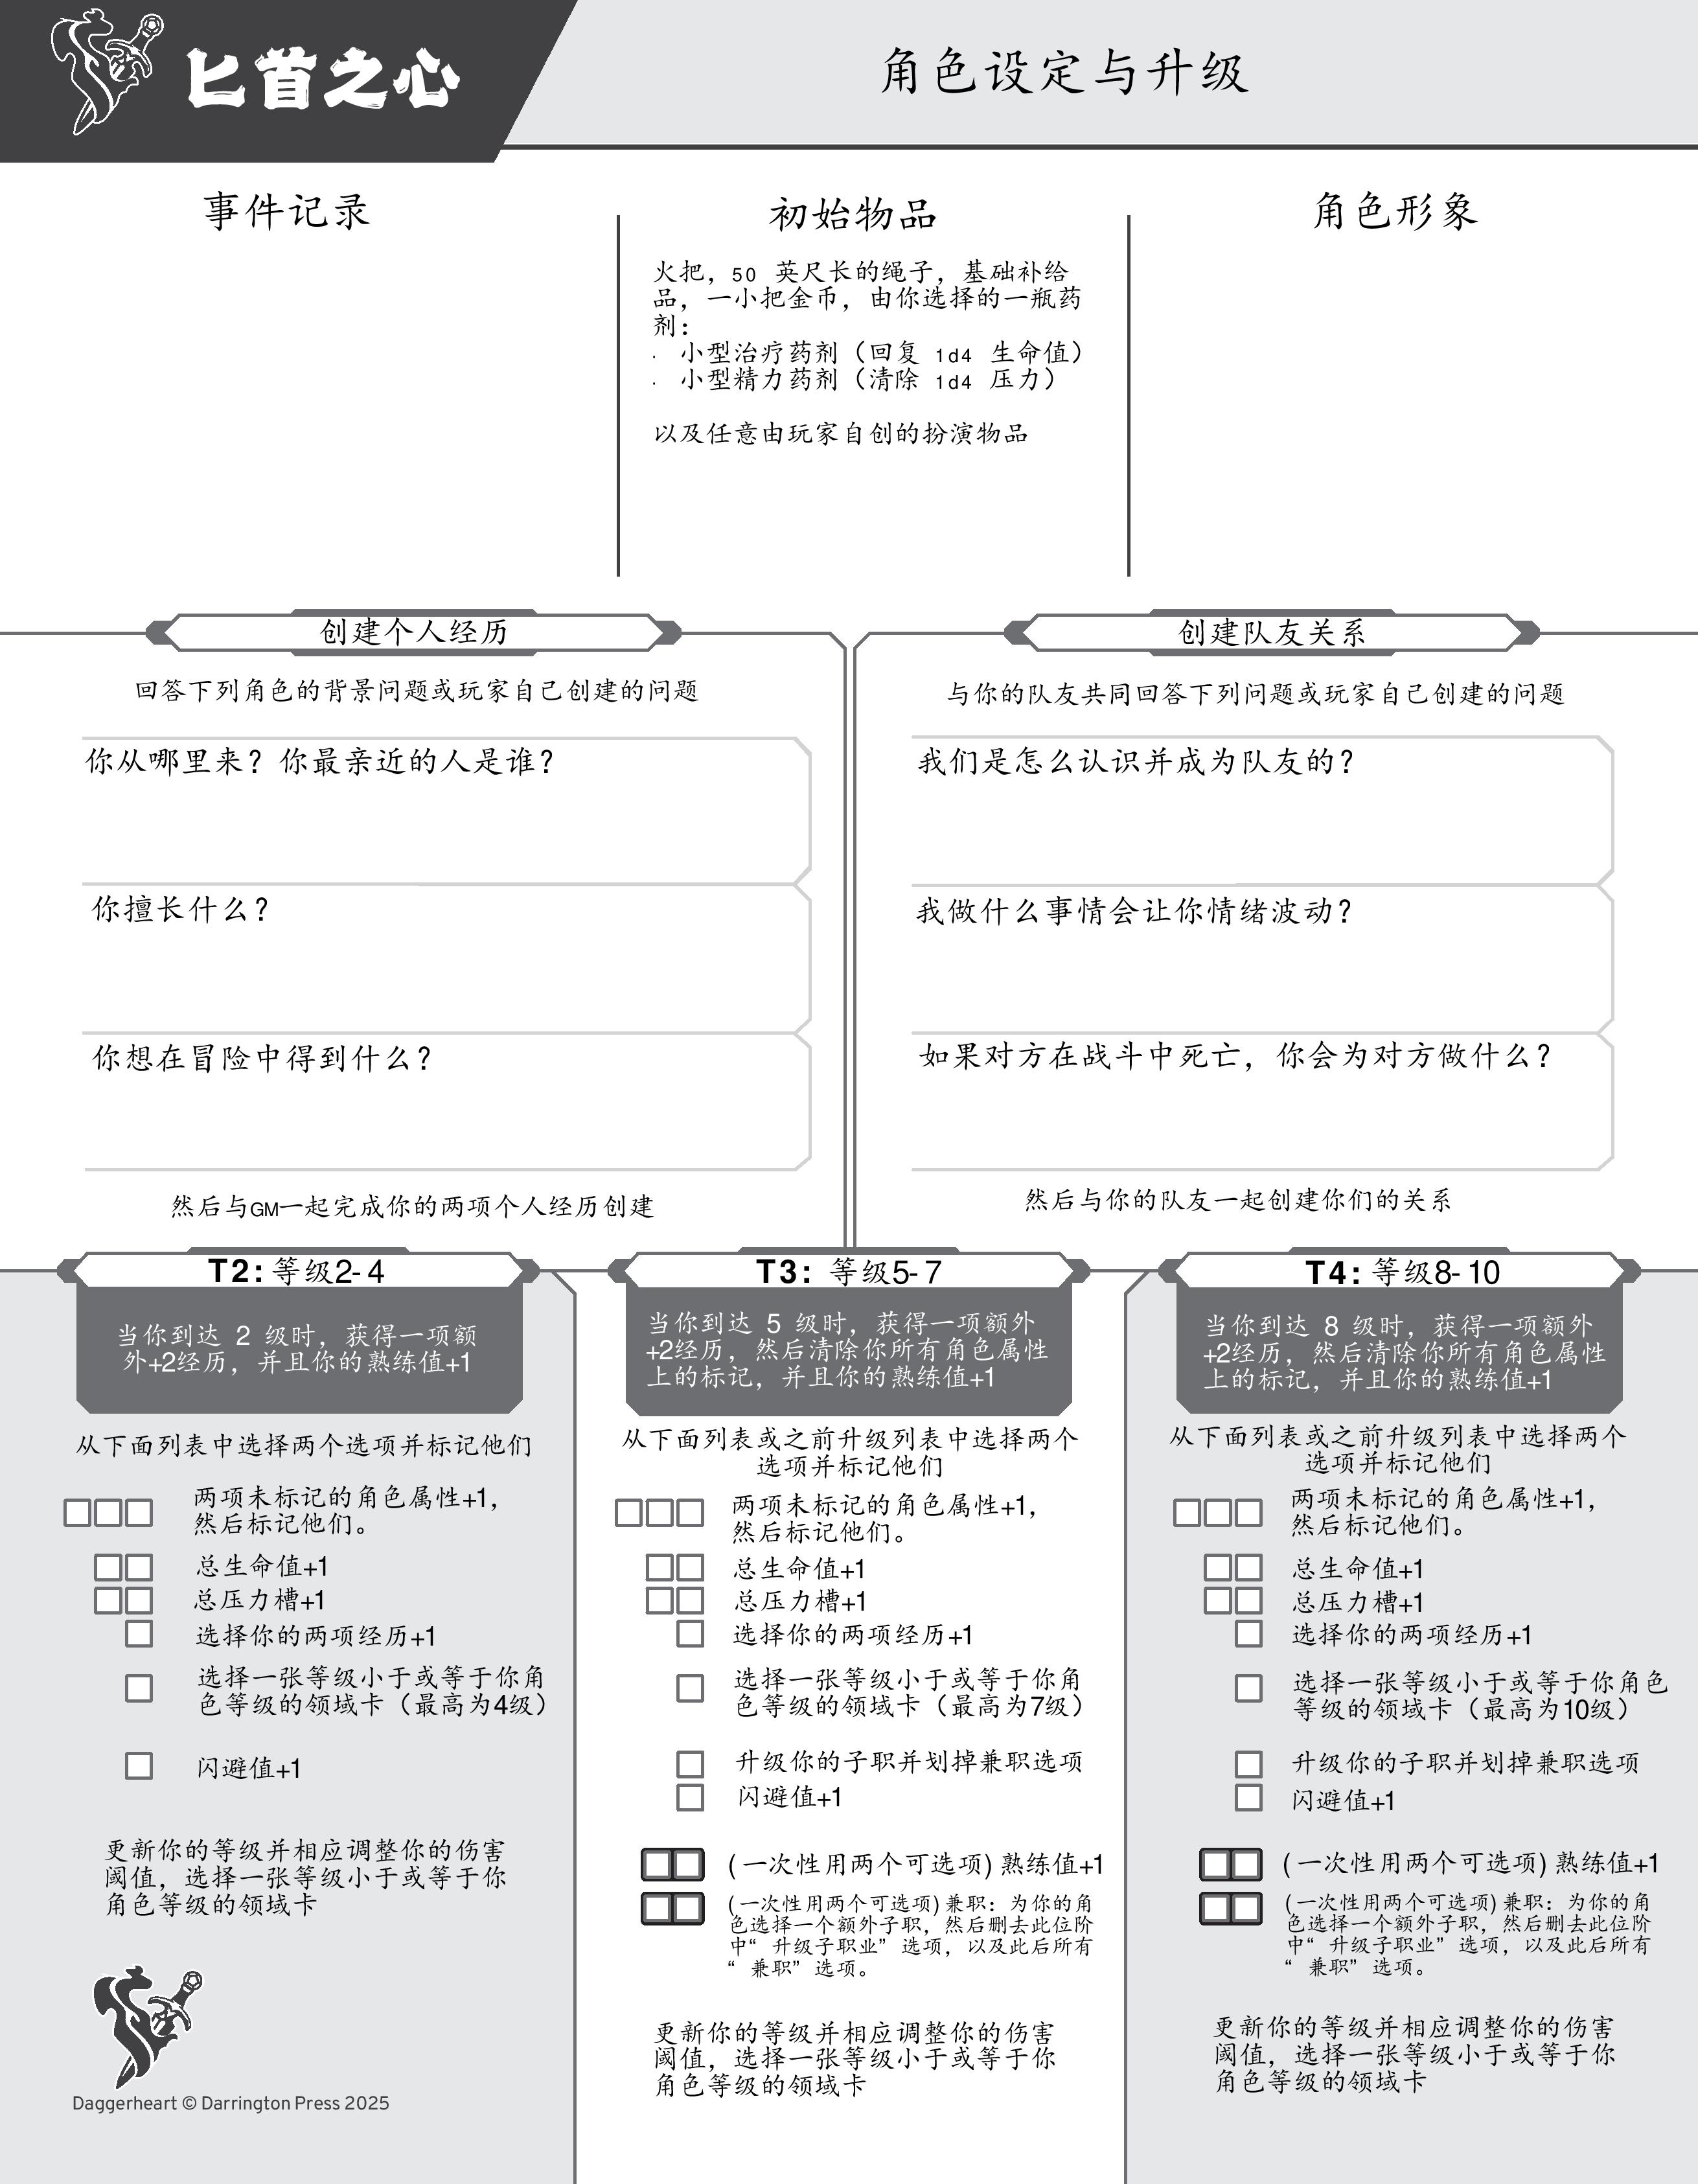 匕首之心
角色设定与升级
事件记录
初始物品
火把，50 英尺长的绳子，基础补给
品，一小把金币，由你选择的一瓶药
剂：
· 小型治疗药剂（回复 1d4 生命值）
· 小型精力药剂（清除 1d4 压力）
以及任意由玩家自创的扮演物品
角色形象
创建个人经历
回答下列角色的背景问题或玩家自己创建的问题
你从哪里来？你最亲近的人是谁？
你擅长什么？
你想在冒险中得到什么？
然后与GM一起完成你的两项个人经历创建
创建队友关系
与你的队友共同回答下列问题或玩家自己创建的问题
我们是怎么认识并成为队友的？
我做什么事情会让你情绪波动？
如果对方在战斗中死亡，你会为对方做什么？
然后与你的队友一起创建你们的关系
T2：等级2-4
当你到达 2 级时，获得一项额
外+2经历，并且你的熟练值+1
从下面列表中选择两个选项并标记他们
两项未标记的角色属性+1，
然后标记他们。
总生命值+1
总压力槽+1
选择你的两项经历+1
选择一张等级小于或等于你角
色等级的领域卡（最高为4级）
闪避值+1
更新你的等级并相应调整你的伤害
阈值，选择一张等级小于或等于你
角色等级的领域卡
Daggerheart © Darrington Press 2025
T3：等级5-7
当你到达 5 级时，获得一项额外
+2经历，然后清除你所有角色属性
上的标记，并且你的熟练值+1
从下面列表或之前升级列表中选择两个
选项并标记他们
两项未标记的角色属性+1，
然后标记他们。
总生命值+1
总压力槽+1
选择你的两项经历+1
选择一张等级小于或等于你角
色等级的领域卡（最高为7级）
升级你的子职并划掉兼职选项
闪避值+1
(一次性用两个可选项)熟练值+1
(一次性用两个可选项)兼职：为你的角
色选择一个额外子职，然后删去此位阶
中“升级子职业”选项，以及此后所有
“兼职”选项。
更新你的等级并相应调整你的伤害
阈值，选择一张等级小于或等于你
角色等级的领域卡
T4：等级8-10
当你到达 8 级时，获得一项额外
+2经历，然后清除你所有角色属性
上的标记，并且你的熟练值+1
从下面列表或之前升级列表中选择两个
选项并标记他们
两项未标记的角色属性+1，
然后标记他们。
总生命值+1
总压力槽+1
选择你的两项经历+1
选择一张等级小于或等于你角色
等级的领域卡（最高为10级）
升级你的子职并划掉兼职选项
闪避值+1
(一次性用两个可选项)熟练值+1
(一次性用两个可选项)兼职：为你的角
色选择一个额外子职，然后删去此位阶
中“升级子职业”选项，以及此后所有
“兼职”选项。
更新你的等级并相应调整你的伤害
阈值，选择一张等级小于或等于你
角色等级的领域卡